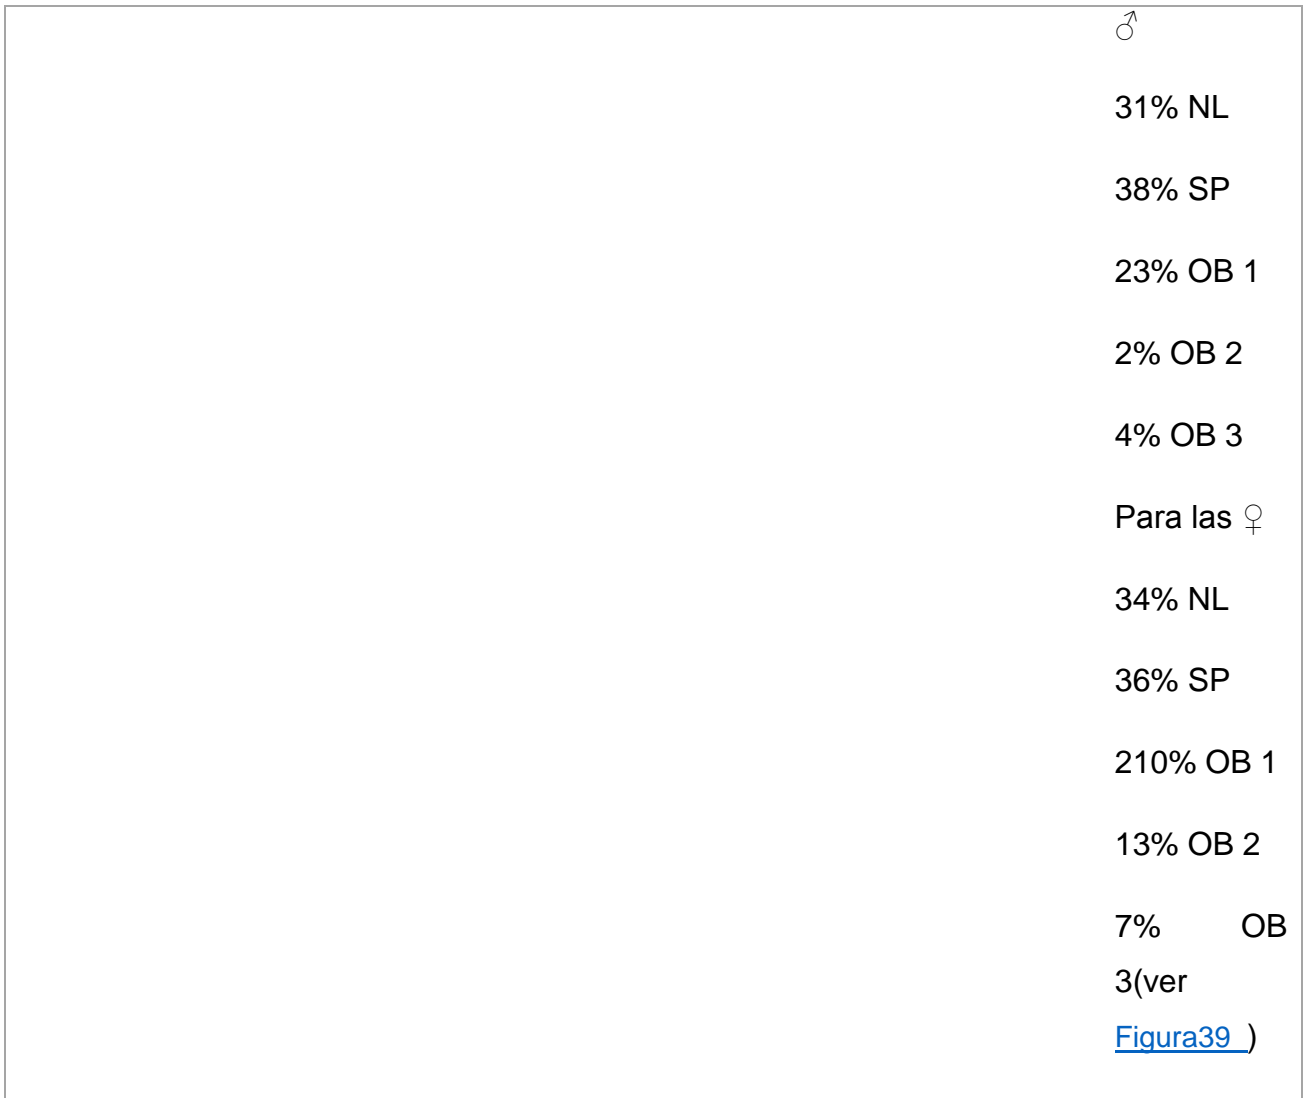 ♂
31% NL
38% SP
23% OB 1
2% OB 2
4% OB 3
Para las ♀
34% NL
36% SP
210% OB 1
13% OB 2
7% OB
3(ver
Figura39 )